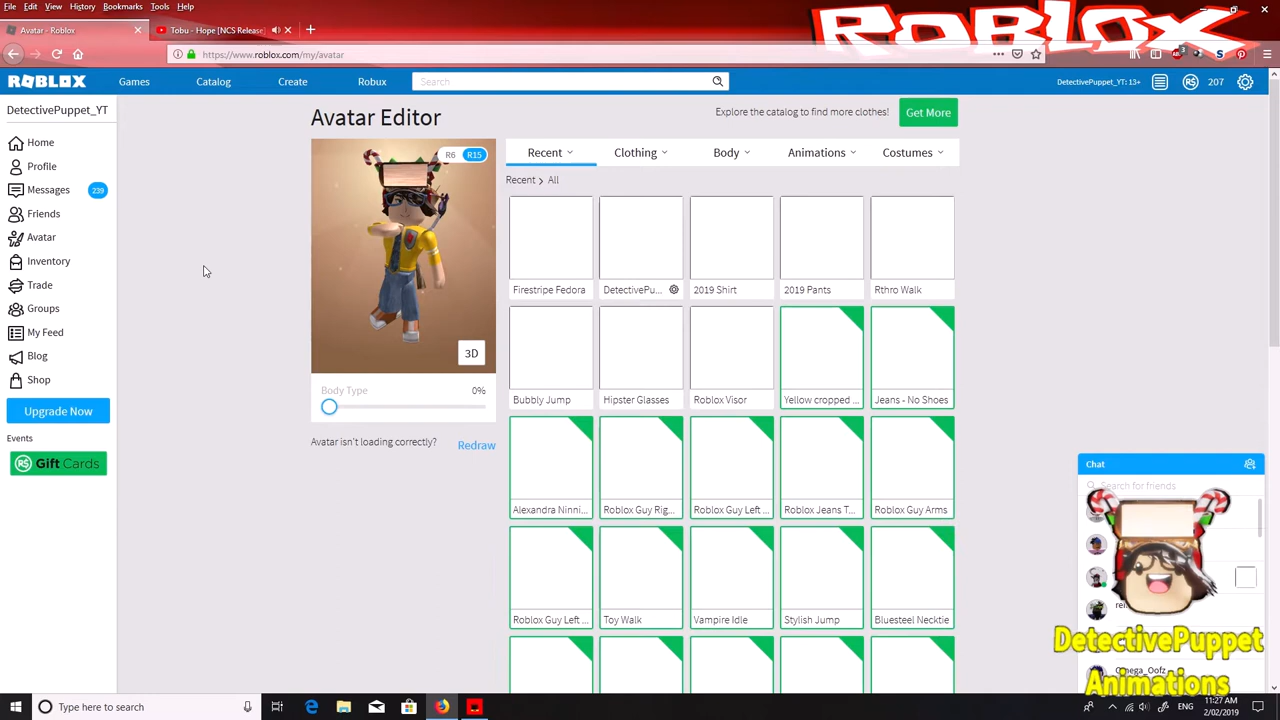 File Edit View History Bookmarks Tools Help
Avatar - Roblox
Tobu - Hope [NCS Release]
ROBLOX
https://www.roblox.com/my/avatar
ROBLOX Games Catalog Create Robux Search DetectivePuppet_YT: 13+ 207
DetectivePuppet_YT
Home
Profile
Messages 239
Friends
Avatar
Inventory
Trade
Groups
My Feed
Blog
Shop
Upgrade Now
Events
Gift Cards
Avatar Editor
Explore the catalog to find more clothes! Get More
R6 R15
3D
Body Type 0%
Avatar isn't loading correctly? Redraw
Recent Clothing Body Animations Costumes
Recent > All
Firestripe Fedora DetectivePu... 2019 Shirt 2019 Pants Rthro Walk
Bubbly Jump Hipster Glasses Roblox Visor Yellow cropped ... Jeans - No Shoes
Alexandra Ninni... Roblox Guy Rig... Roblox Guy Left ... Roblox Jeans T... Roblox Guy Arms
Roblox Guy Left ... Toy Walk Vampire Idle Stylish Jump Bluesteel Necktie
Chat
Search for friends
Omega_Oofz
DetectivePuppet
Animations
Type here to search
ENG
11:27 AM
2/02/2019